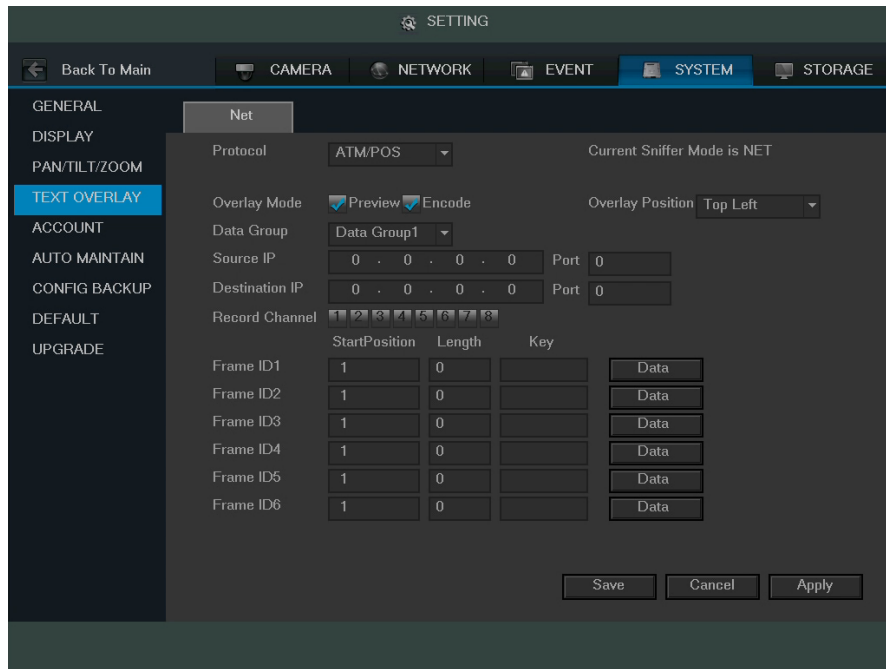 SETTING
Back To Main CAMERA NETWORK EVENT SYSTEM STORAGE
GENERAL
DISPLAY
PAN/TILT/ZOOM
TEXT OVERLAY
ACCOUNT
AUTO MAINTAIN
CONFIG BACKUP
DEFAULT
UPGRADE
Net
Protocol ATM/POS Current Sniffer Mode is NET
Overlay Mode Preview Encode Overlay Position Top Left
Data Group Data Group1
Source IP 0 . 0 . 0 . 0 Port 0
Destination IP 0 . 0 . 0 . 0 Port 0
Record Channel 1 2 3 4 5 6 7 8
StartPosition Length Key
Frame ID1 1 0 Data
Frame ID2 1 0 Data
Frame ID3 1 0 Data
Frame ID4 1 0 Data
Frame ID5 1 0 Data
Frame ID6 1 0 Data
Save Cancel Apply